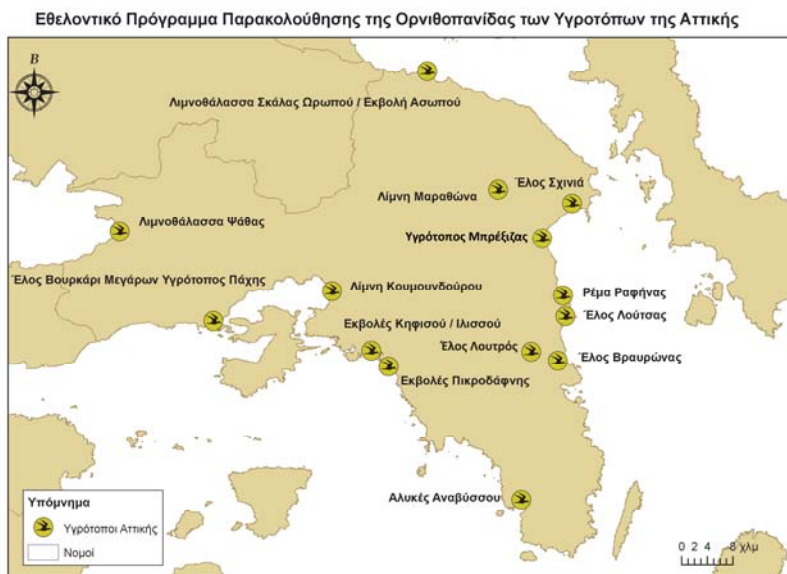 Εθελοντικό Πρόγραμμα Παρακολούθησης της Ορνιθοπανίδας των Υγροτόπων της Αττικής
Β
Λιμνοθάλασσα Σκάλας Ωρωπού / Εκβολή Ασωπού
Λίμνη Μαραθώνα
Έλος Σχινιά
Λιμνοθάλασσα Ψάθας
Υγρότοπος Μπρέξιζας
Έλος Βουρκάρι Μεγάρων Υγρότοπος Πάχης
Λίμνη Κουμουνδούρου
Ρέμα Ραφήνας
Έλος Λούτσας
Εκβολές Κηφισού / Ιλισσού
Έλος Λουτρός
Έλος Βραυρώνας
Εκβολές Πικροδάφνης
Αλυκές Αναβύσσου
Υπόμνημα
Υγρότοποι Αττικής
Νομοί
0 2 4 8 χλμ